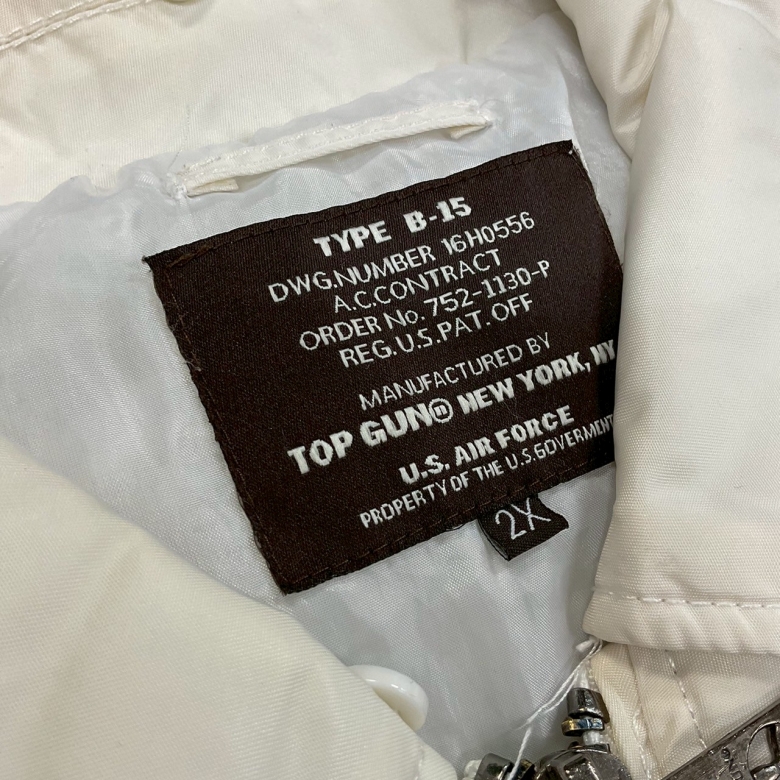 TYPE B-15
DWG.NUMBER 16H0556
A.C.CONTRACT
ORDER No. 752-1130-P
REG.U.S.PAT.OFF
MANUFACTURED BY
TOP GUN® NEW YORK, NY
U.S. AIR FORCE
PROPERTY OF THE U.S.GOVERMENT
2X